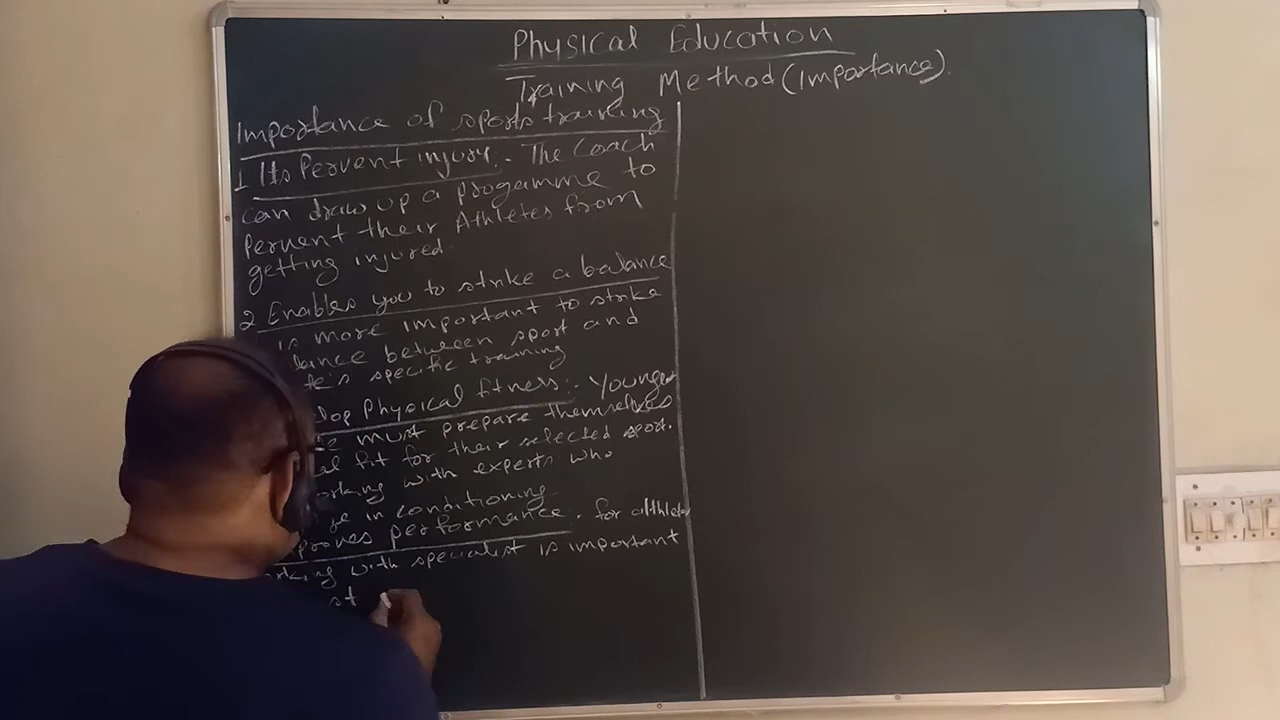 Physical Education
Training Method (Importance)
Importance of sports training
1 Its Pervent injury:- The Coach
can draw up a progamme to
Pervent their Athletes from
getting injured.
2 Enables you to strike a balance
is more important to strike
between sport and
specific training
Physical fitness:- Younger
must prepare themselves
fit for their selected sport.
with experts who
in conditioning
performance. for
with specialist is important